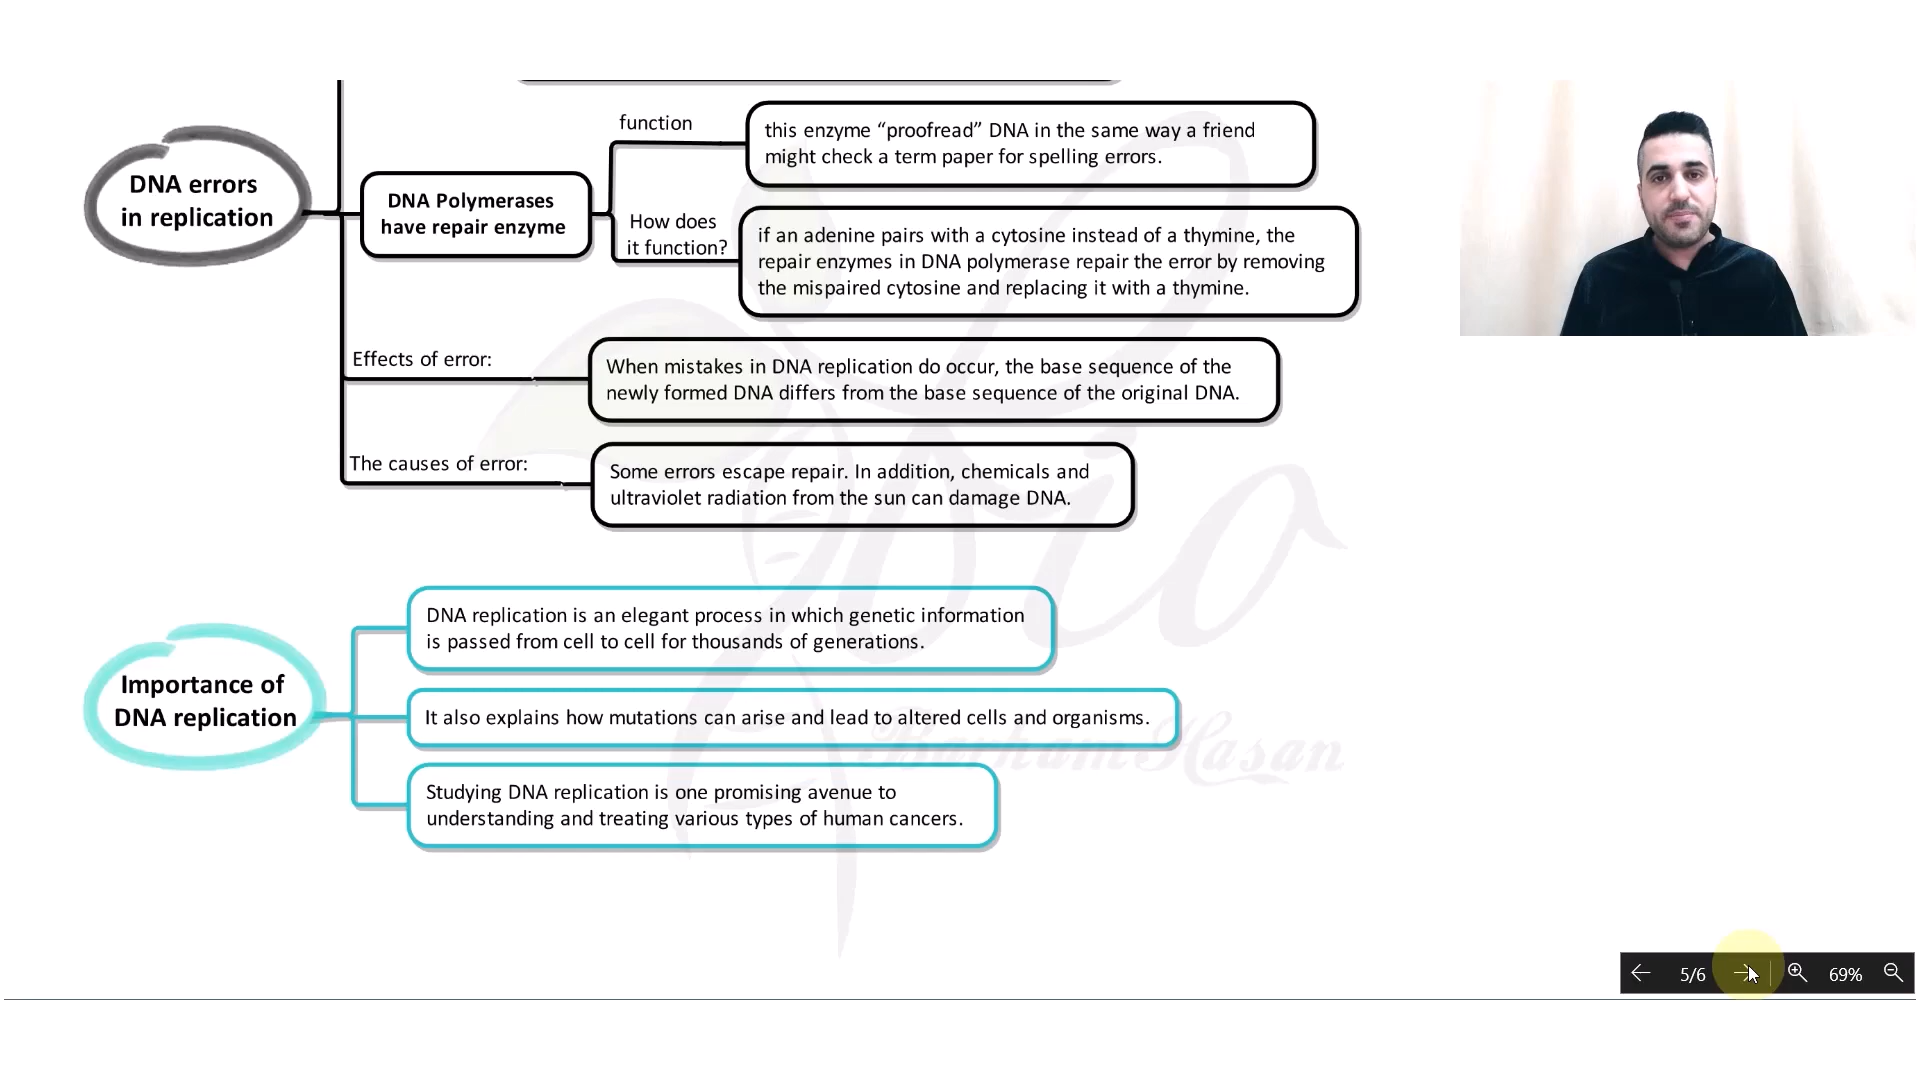 DNA errors
in replication
DNA Polymerases
have repair enzyme
function
this enzyme “proofread” DNA in the same way a friend
might check a term paper for spelling errors.
How does
it function?
if an adenine pairs with a cytosine instead of a thymine, the
repair enzymes in DNA polymerase repair the error by removing
the mispaired cytosine and replacing it with a thymine.
Effects of error:
When mistakes in DNA replication do occur, the base sequence of the
newly formed DNA differs from the base sequence of the original DNA.
The causes of error:
Some errors escape repair. In addition, chemicals and
ultraviolet radiation from the sun can damage DNA.
Importance of
DNA replication
DNA replication is an elegant process in which genetic information
is passed from cell to cell for thousands of generations.
It also explains how mutations can arise and lead to altered cells and organisms.
Studying DNA replication is one promising avenue to
understanding and treating various types of human cancers.
bio
Barham Hasan
5/6
69%